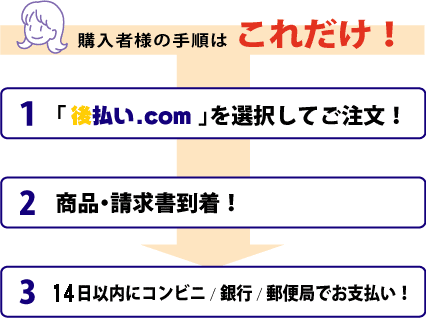 購入者様の手順は これだけ！
1 「 後払い.com 」を選択してご注文！
2 商品・請求書到着！
3 14日以内にコンビニ / 銀行 / 郵便局でお支払い！